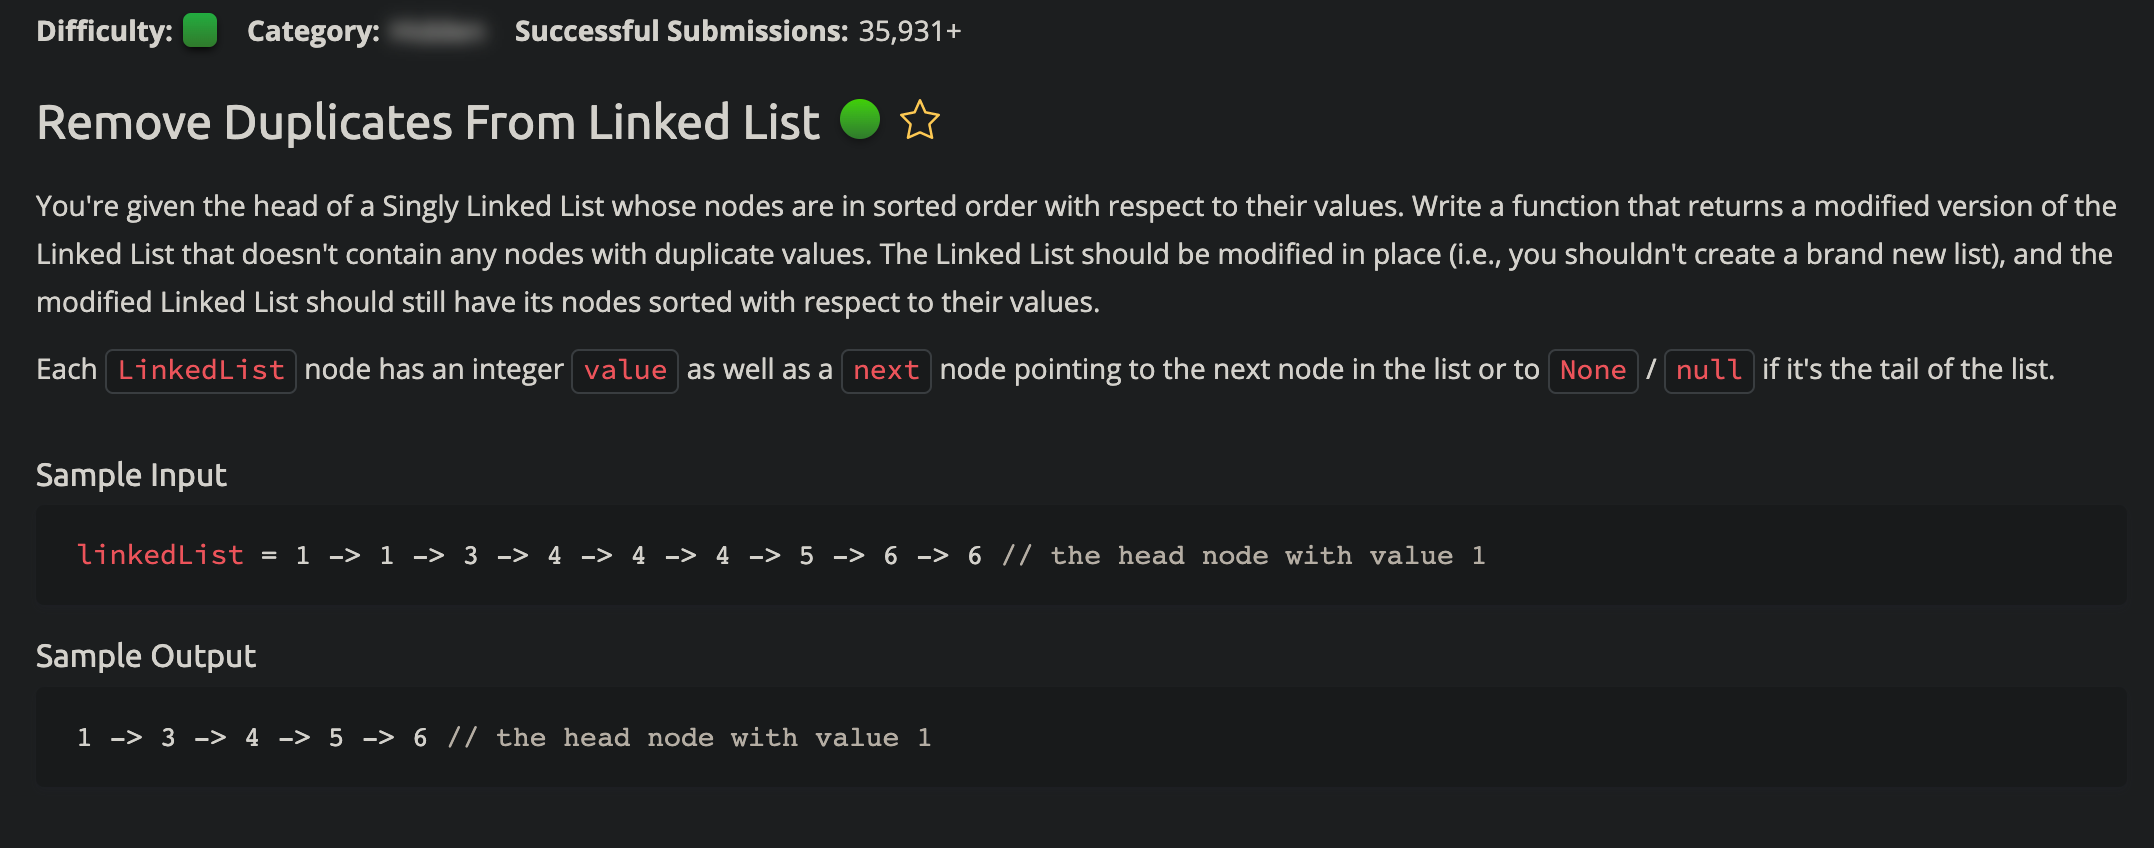 Difficulty: Category: Successful Submissions: 35,931+
Remove Duplicates From Linked List
You're given the head of a Singly Linked List whose nodes are in sorted order with respect to their values. Write a function that returns a modified version of the
Linked List that doesn't contain any nodes with duplicate values. The Linked List should be modified in place (i.e., you shouldn't create a brand new list), and the
modified Linked List should still have its nodes sorted with respect to their values.
Each LinkedList node has an integer value as well as a next node pointing to the next node in the list or to None / null if it's the tail of the list.
Sample Input
linkedList = 1 -> 1 -> 3 -> 4 -> 4 -> 4 -> 5 -> 6 -> 6 // the head node with value 1
Sample Output
1 -> 3 -> 4 -> 5 -> 6 // the head node with value 1